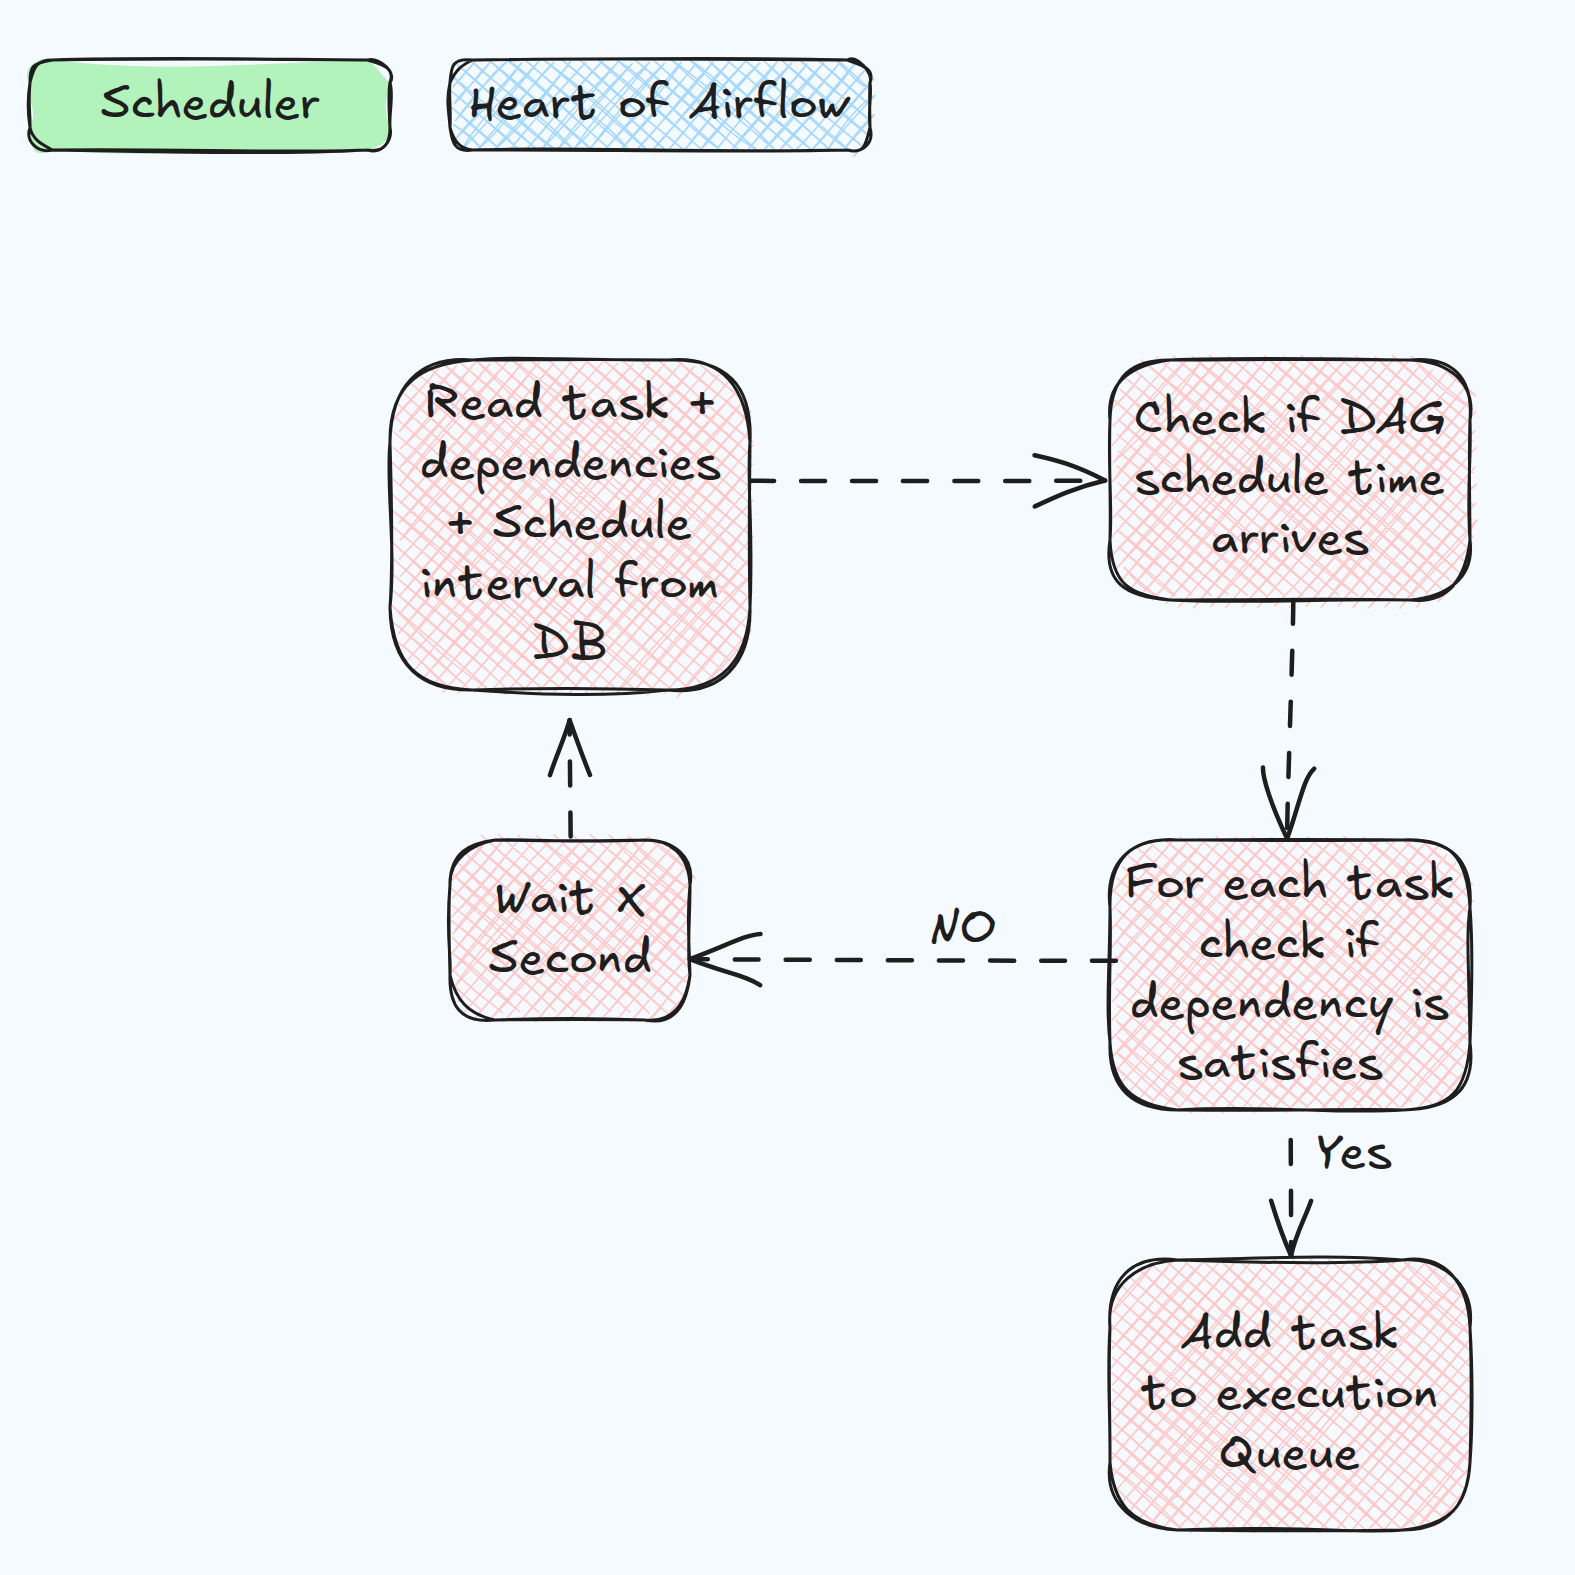 Scheduler
Heart of Airflow
Read task +
dependencies
+ Schedule
interval from
DB
Check if DAG
schedule time
arrives
For each task
check if
dependency is
satisfies
NO
Wait X
Second
Yes
Add task
to execution
Queue